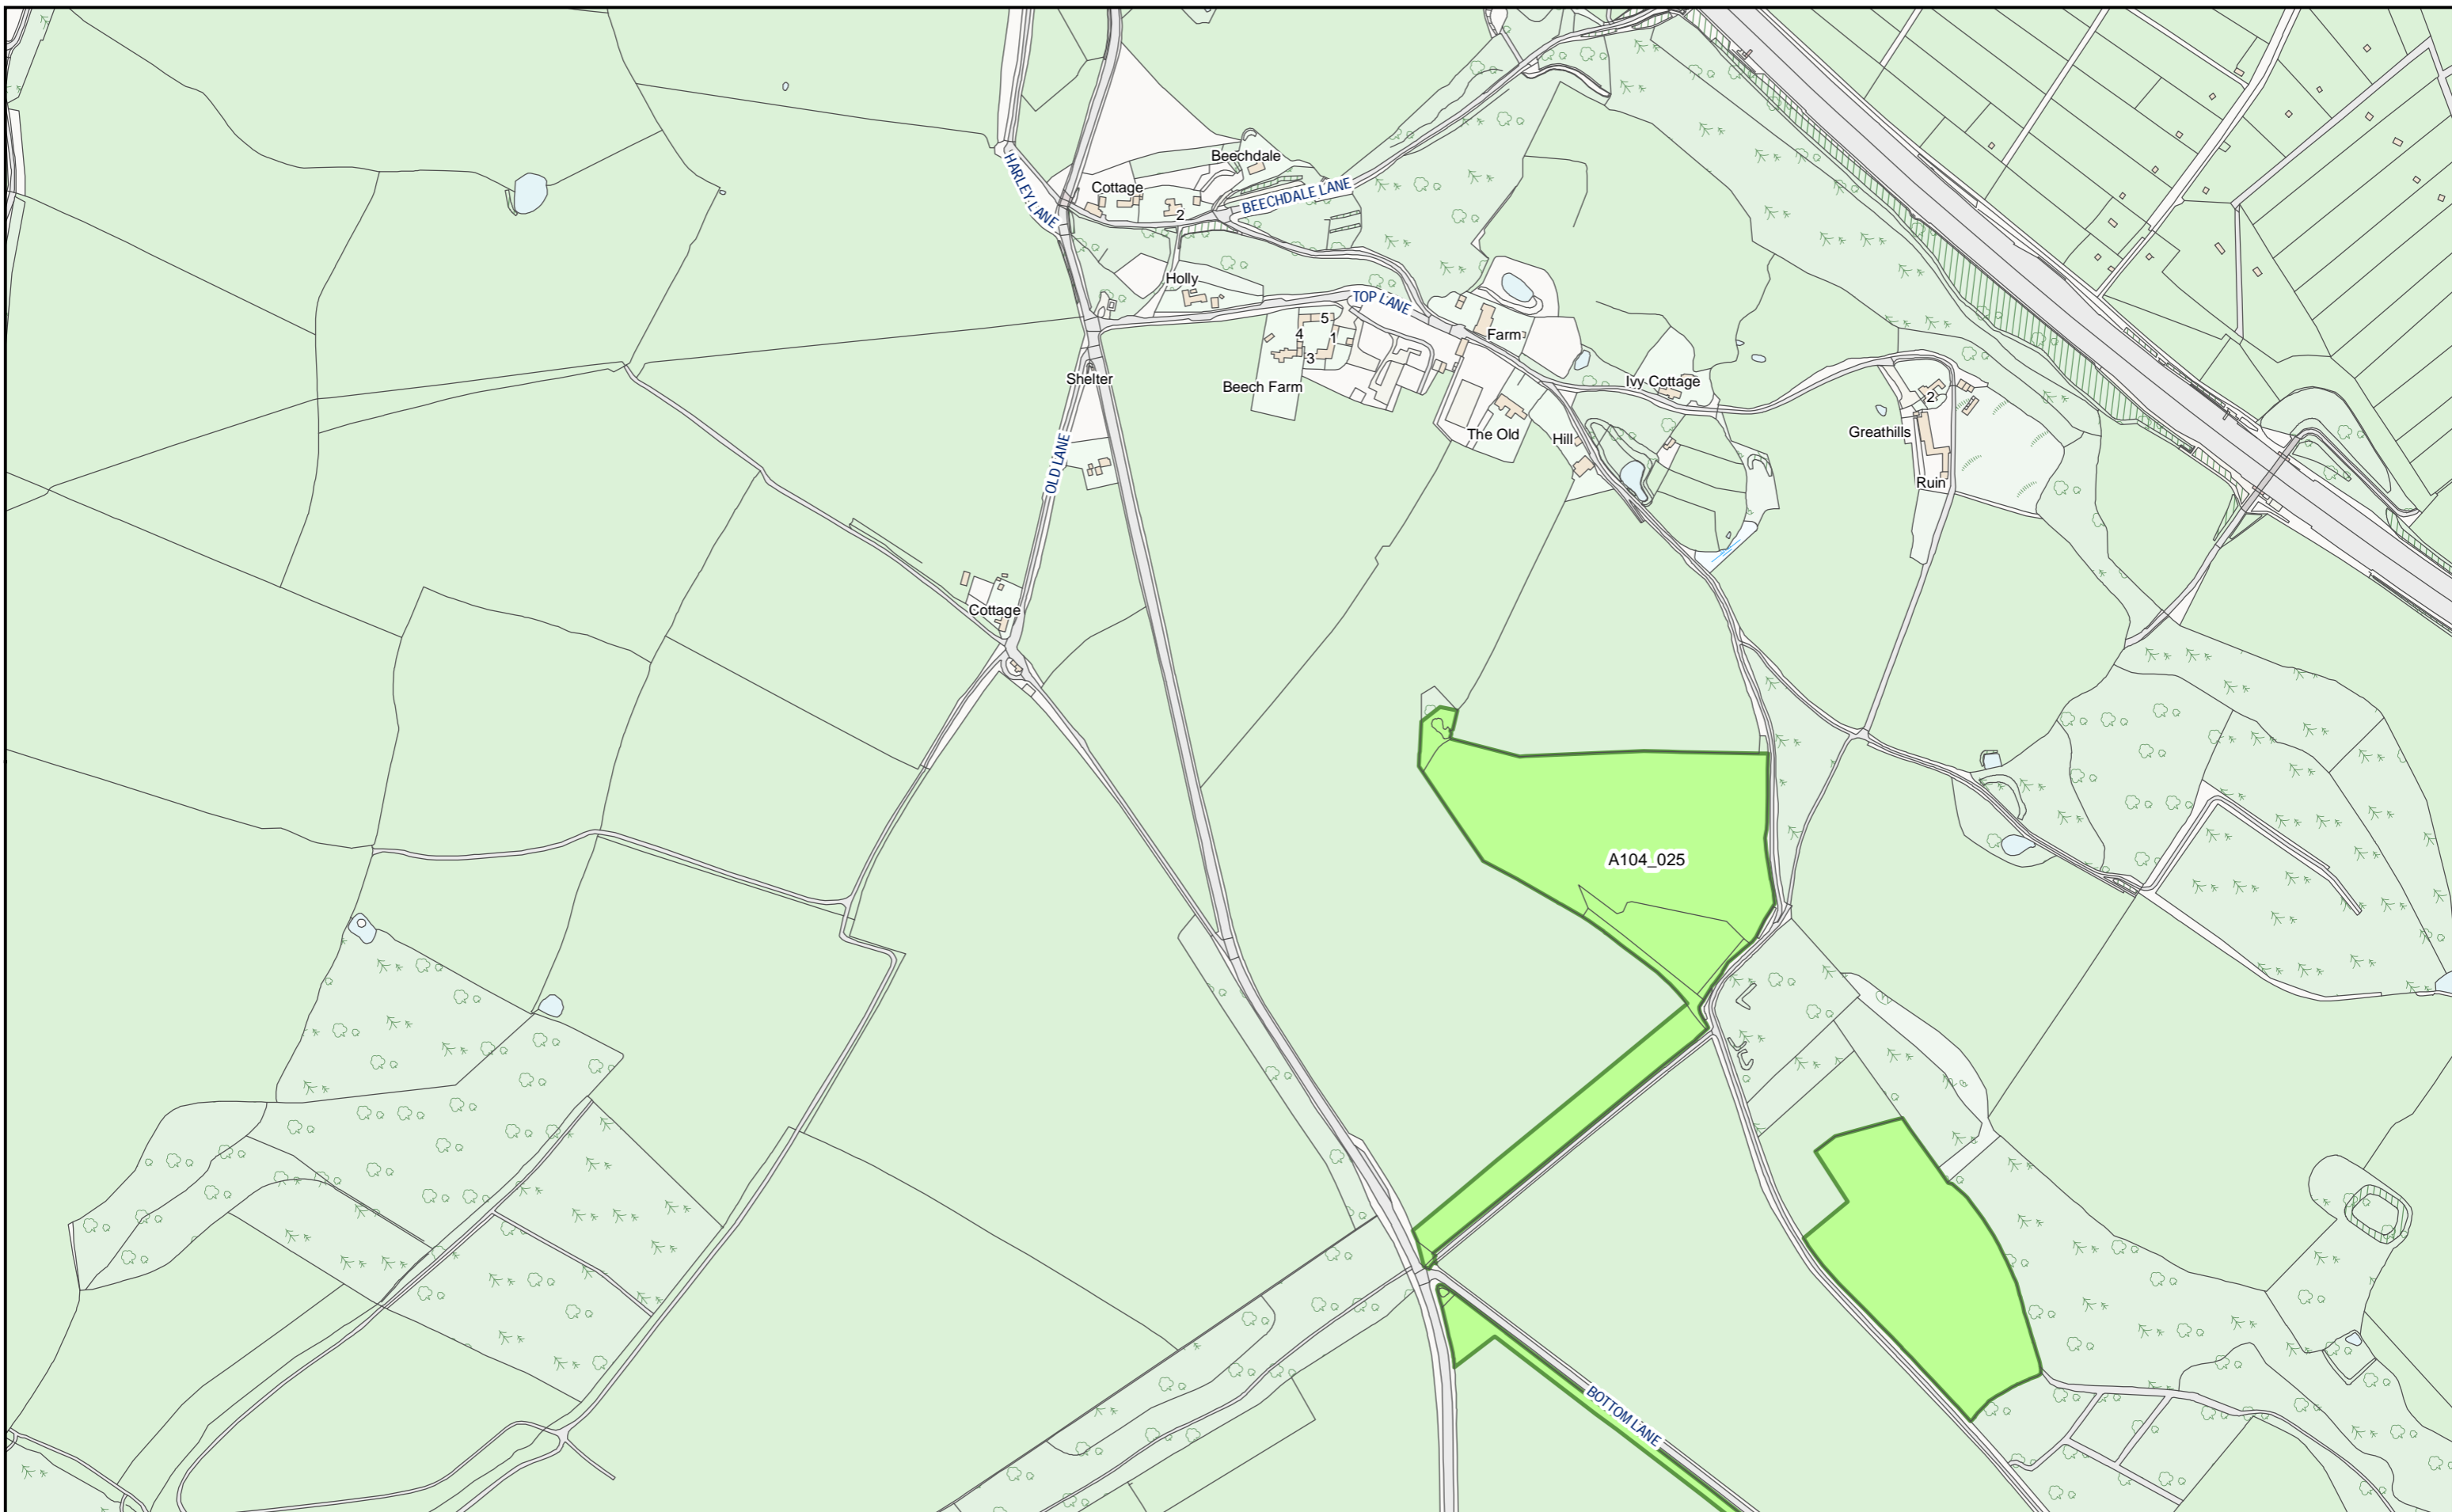 Beechdale
HARLEY LANE
Cottage
BEECHDALE LANE
2
Holly
TOP LANE
5
4
1
3
Farm
Shelter
Beech Farm
Ivy Cottage
2
The Old
Hill
Greathills
OLD LANE
Ruin
Cottage
A104_025
BOTTOM LANE